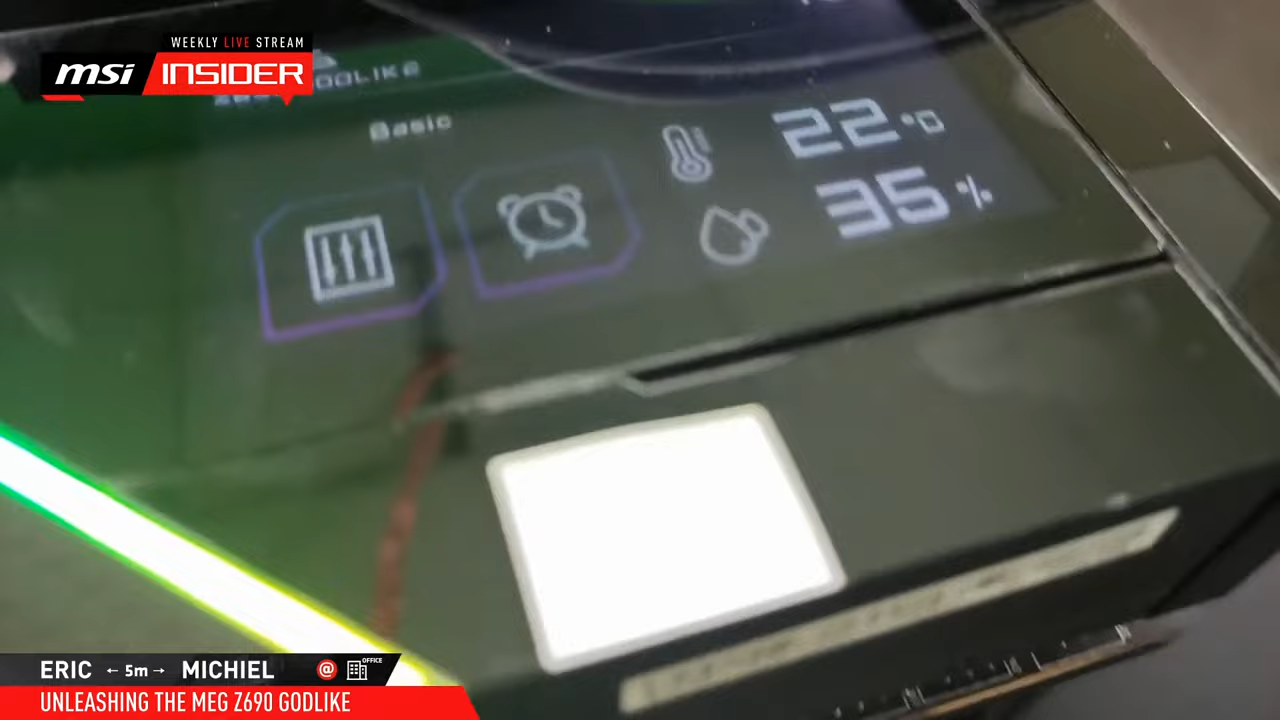 WEEKLY LIVE STREAM
msi INSIDER
Basic
22 °
35 %
ERIC ← 5m → MICHIEL @ OFFICE
UNLEASHING THE MEG Z690 GODLIKE